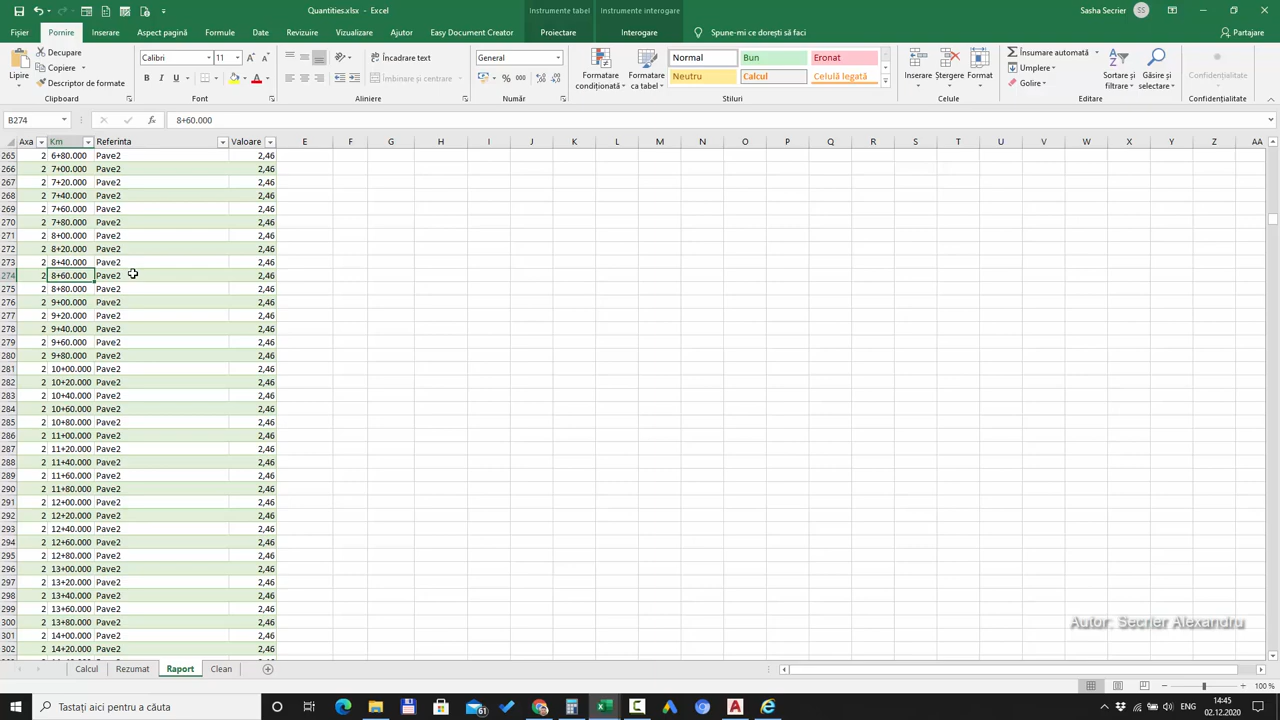 Quantities.xlsx - Excel
Instrumente tabel
Instrumente interogare
Sasha Secrier
SS
Fișier
Pornire
Inserare
Aspect pagină
Formule
Date
Revizuire
Vizualizare
Ajutor
Easy Document Creator
Proiectare
Interogare
Spune-mi ce dorești să faci
Partajare
Lipire
Decupare
Copiere
Descriptor de formate
Clipboard
Calibri
11
Font
Încadrare text
Îmbinare și centrare
Aliniere
General
Număr
Formatare condiționată
Formatare ca tabel
Normal
Bun
Eronat
Neutru
Calcul
Celulă legată
Stiluri
Inserare
Ștergere
Format
Celule
Însumare automată
Umplere
Golire
Sortare și filtrare
Găsire și selectare
Editare
Confidențialitate
Confidențialitate
B274
8+60.000
Axa Km Referinta Valoare E F G H I J K L M N O P Q R S T U V W X Y Z AA
265 2 6+80.000 Pave2 2,46
266 2 7+00.000 Pave2 2,46
267 2 7+20.000 Pave2 2,46
268 2 7+40.000 Pave2 2,46
269 2 7+60.000 Pave2 2,46
270 2 7+80.000 Pave2 2,46
271 2 8+00.000 Pave2 2,46
272 2 8+20.000 Pave2 2,46
273 2 8+40.000 Pave2 2,46
274 2 8+60.000 Pave2 2,46
275 2 8+80.000 Pave2 2,46
276 2 9+00.000 Pave2 2,46
277 2 9+20.000 Pave2 2,46
278 2 9+40.000 Pave2 2,46
279 2 9+60.000 Pave2 2,46
280 2 9+80.000 Pave2 2,46
281 2 10+00.000 Pave2 2,46
282 2 10+20.000 Pave2 2,46
283 2 10+40.000 Pave2 2,46
284 2 10+60.000 Pave2 2,46
285 2 10+80.000 Pave2 2,46
286 2 11+00.000 Pave2 2,46
287 2 11+20.000 Pave2 2,46
288 2 11+40.000 Pave2 2,46
289 2 11+60.000 Pave2 2,46
290 2 11+80.000 Pave2 2,46
291 2 12+00.000 Pave2 2,46
292 2 12+20.000 Pave2 2,46
293 2 12+40.000 Pave2 2,46
294 2 12+60.000 Pave2 2,46
295 2 12+80.000 Pave2 2,46
296 2 13+00.000 Pave2 2,46
297 2 13+20.000 Pave2 2,46
298 2 13+40.000 Pave2 2,46
299 2 13+60.000 Pave2 2,46
300 2 13+80.000 Pave2 2,46
301 2 14+00.000 Pave2 2,46
302 2 14+20.000 Pave2 2,46
Autor: Secrier Alexandru
Calcul
Rezumat
Raport
Clean
100 %
Tastați aici pentru a căuta
61
14:45
02.12.2020